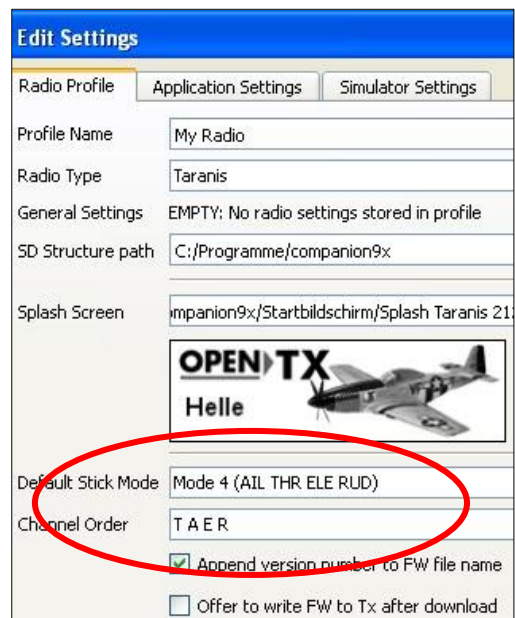 Edit Settings
Radio Profile Application Settings Simulator Settings
Profile Name My Radio
Radio Type Taranis
General Settings EMPTY: No radio settings stored in profile
SD Structure path C:/Programme/companion9x
Splash Screen ompanion9x/Startbildschirm/Splash Taranis 21
OPEN TX
Helle
Default Stick Mode Mode 4 (AIL THR ELE RUD)
Channel Order T A E R
Append version number to FW file name
Offer to write FW to Tx after download